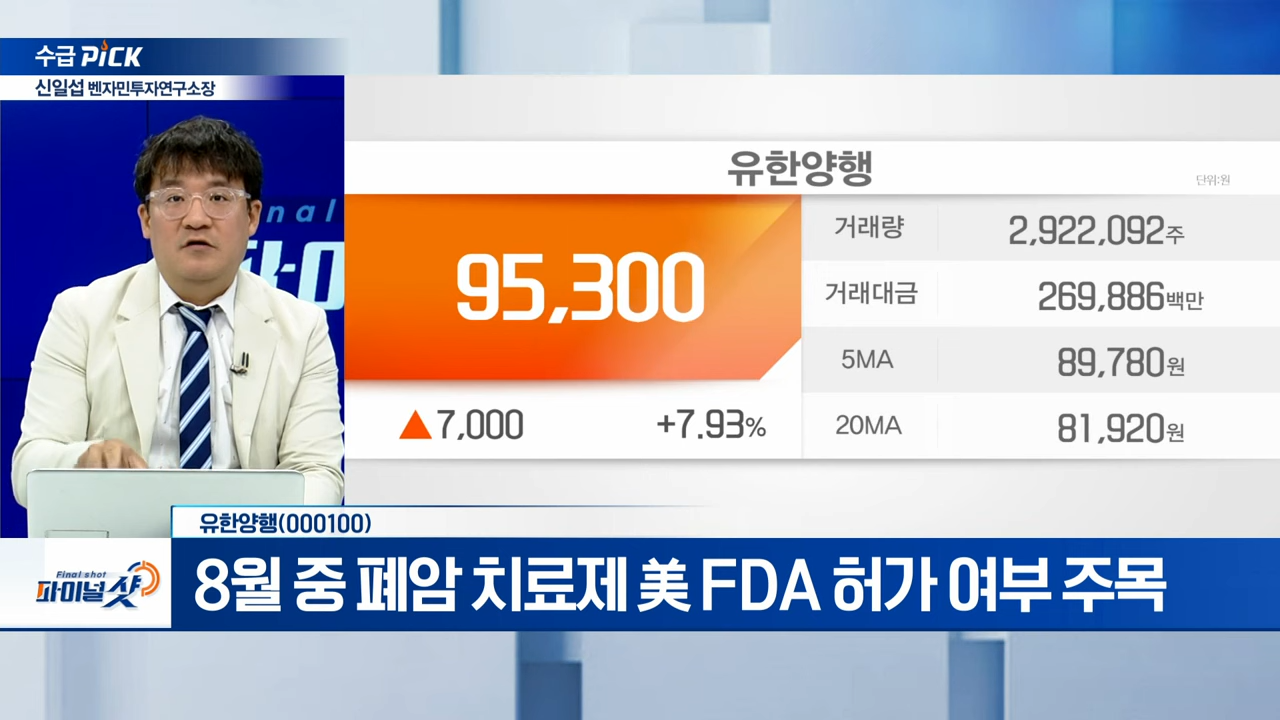 수급 PiCK
신일섭 벤자민투자연구소장
유한양행
단위:원
95,300
▲7,000 +7.93%
거래량 2,922,092주
거래대금 269,886백만
5MA 89,780원
20MA 81,920원
유한양행(000100)
Final shot
파이널샷
8월 중 폐암 치료제 美 FDA 허가 여부 주목